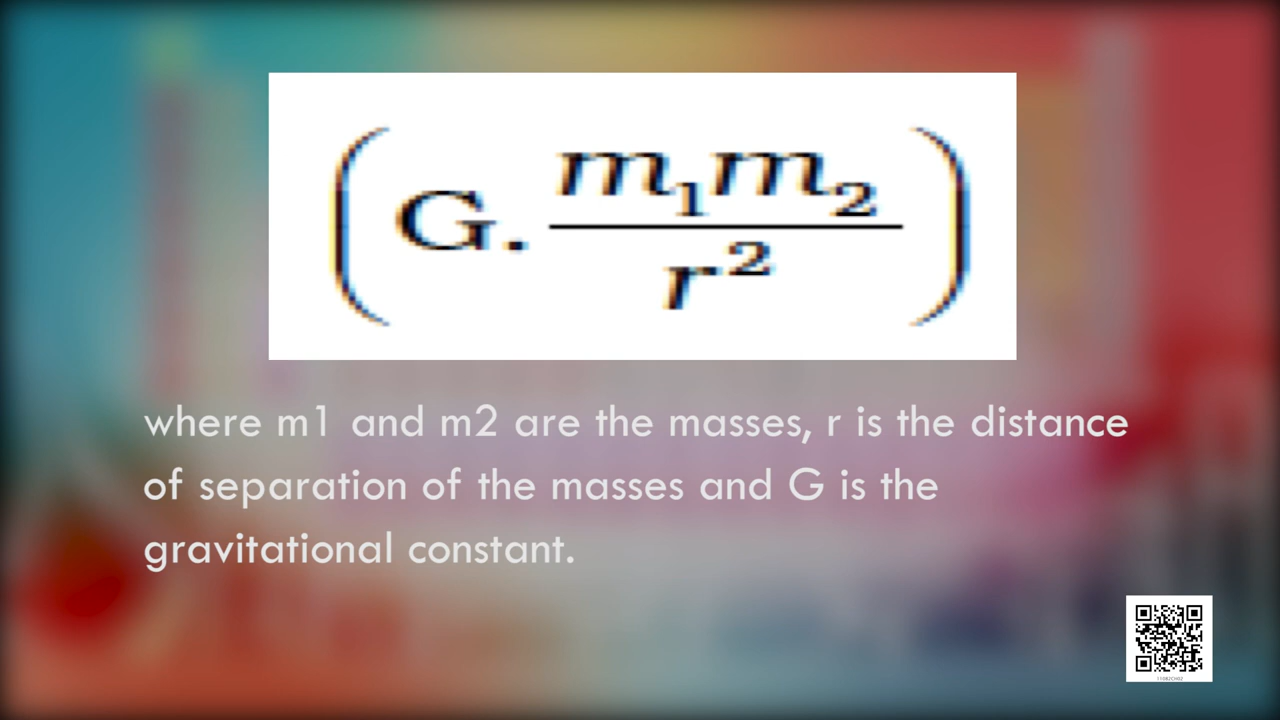 (G. m₁m₂ / r²)
where m1 and m2 are the masses, r is the distance
of separation of the masses and G is the
gravitational constant.